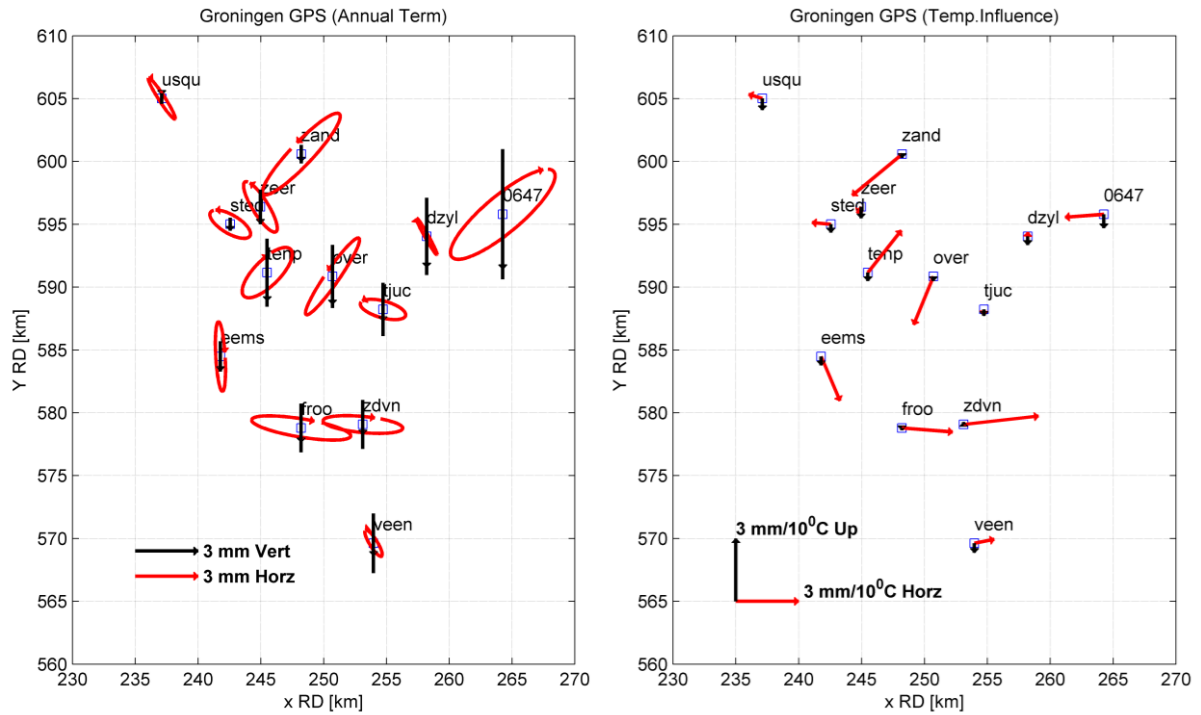 Groningen GPS (Annual Term)
610
605
600
595
590
585
580
575
570
565
560
Y RD [km]
usqu
zand
zeer
0647
sted
dzyl
tenp
over
tjuc
eems
froo
zdvn
veen
3 mm Vert
3 mm Horz
230
235
240
245
250
255
260
265
270
x RD [km]
Groningen GPS (Temp.Influence)
610
605
600
595
590
585
580
575
570
565
560
Y RD [km]
usqu
zand
zeer
0647
sted
dzyl
tenp
over
tjuc
eems
froo
zdvn
veen
3 mm/10⁰C Up
3 mm/10⁰C Horz
230
235
240
245
250
255
260
265
270
x RD [km]